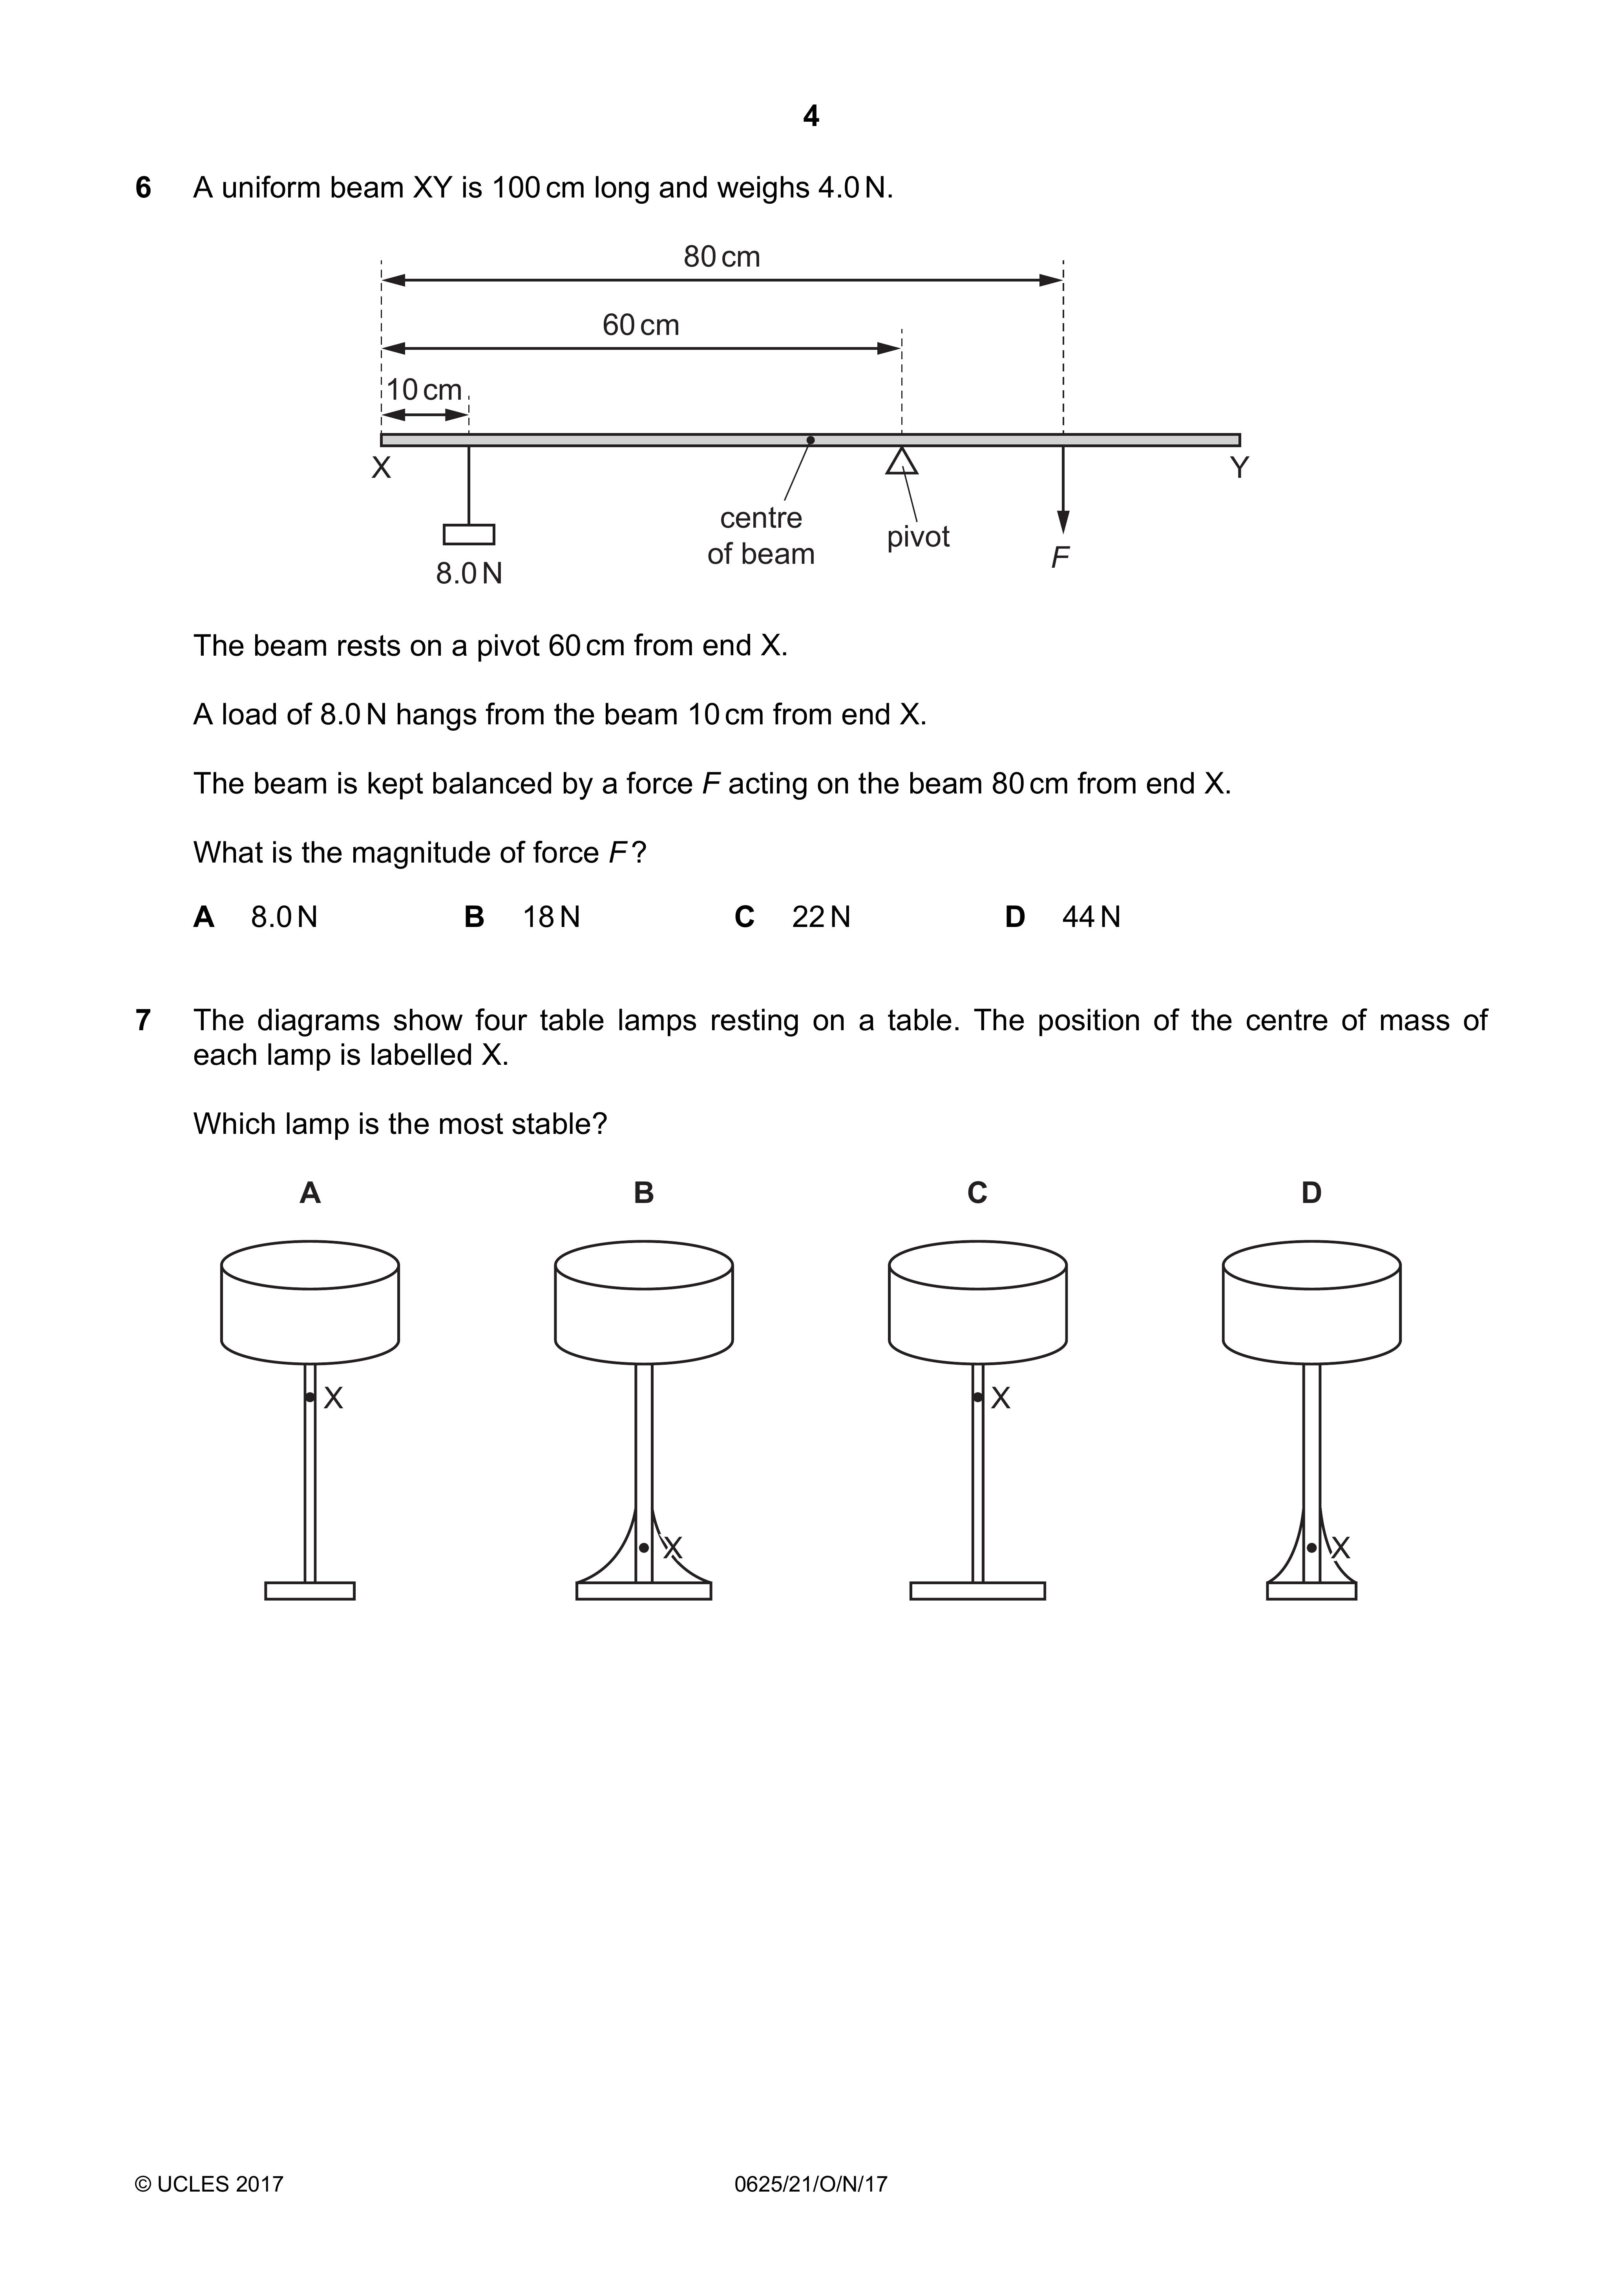 4
6 A uniform beam XY is 100 cm long and weighs 4.0 N.
80 cm
60 cm
10 cm
X
Y
centre
of beam
pivot
F
8.0 N
The beam rests on a pivot 60 cm from end X.
A load of 8.0 N hangs from the beam 10 cm from end X.
The beam is kept balanced by a force F acting on the beam 80 cm from end X.
What is the magnitude of force F?
A 8.0 N B 18 N C 22 N D 44 N
7 The diagrams show four table lamps resting on a table. The position of the centre of mass of
each lamp is labelled X.
Which lamp is the most stable?
A B C D
X X
X X
© UCLES 2017 0625/21/O/N/17